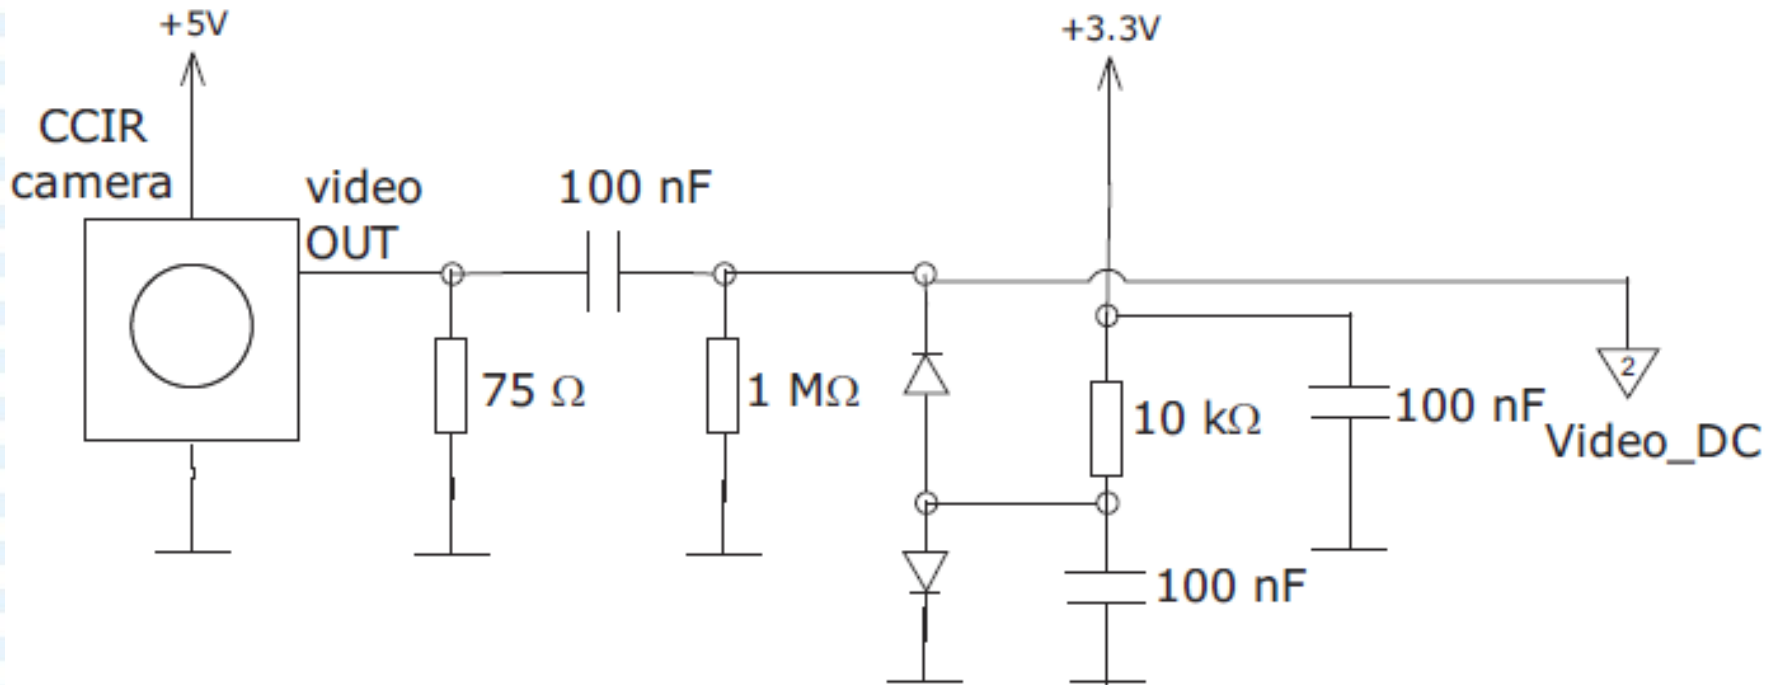 +5V
+3.3V
CCIR
camera
video
OUT
100 nF
75 Ω
1 MΩ
10 kΩ
100 nF
2
Video_DC
100 nF